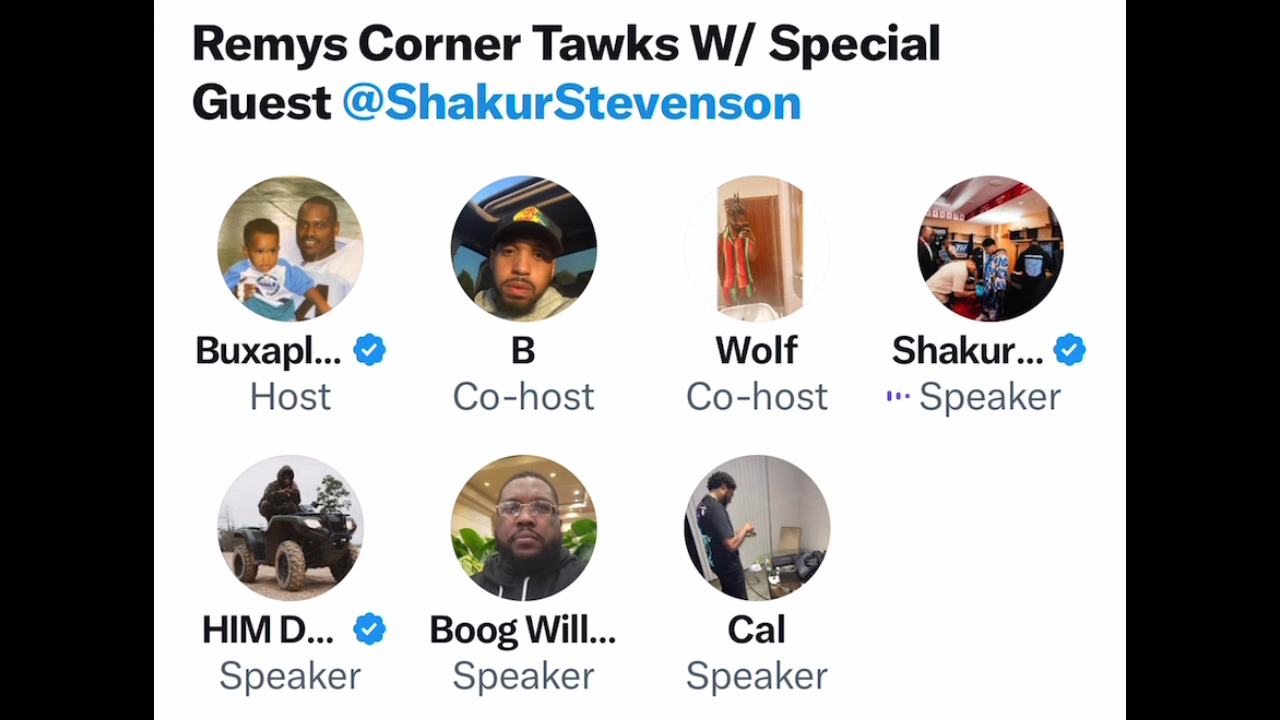 Remys Corner Tawks W/ Special
Guest @ShakurStevenson
Buxapl...
B
Wolf
Shakur...
Host
Co-host
Co-host
Speaker
HIM D...
Boog Will...
Cal
Speaker
Speaker
Speaker